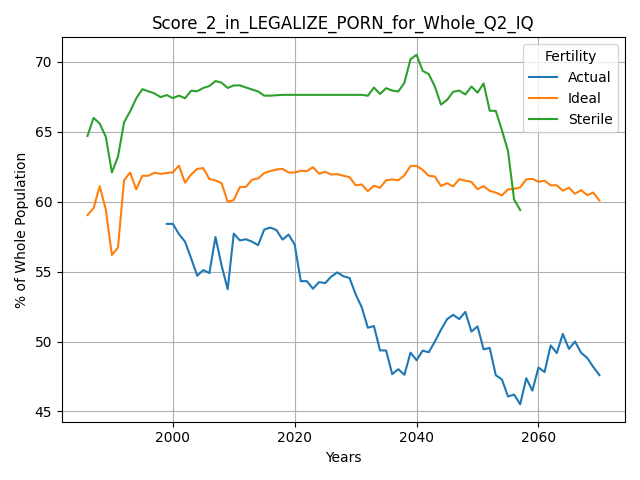 Score_2_in_LEGALIZE_PORN_for_Whole_Q2_IQ
% of Whole Population
70
65
60
55
50
45
Fertility
Actual
Ideal
Sterile
2000
2020
2040
2060
Years